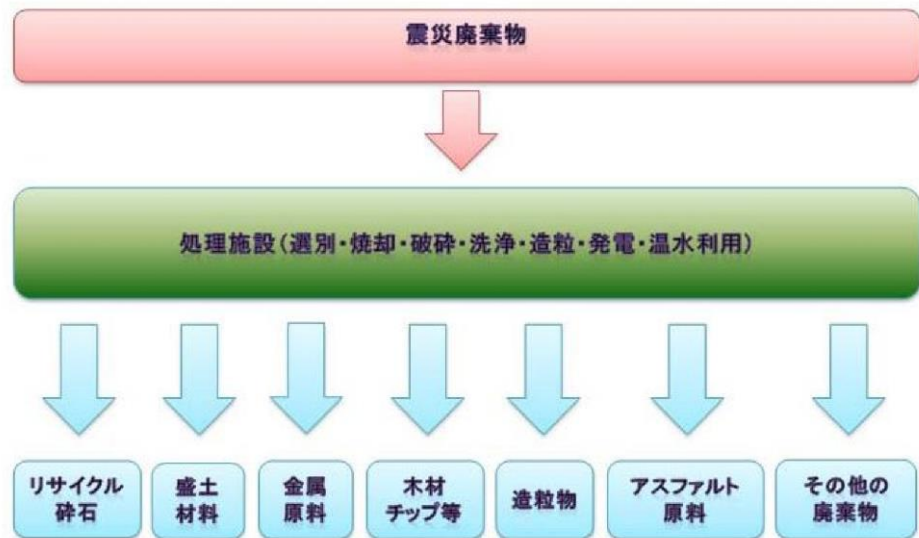 震災廃棄物
処理施設(選別・焼却・破砕・洗浄・造粒・発電・温水利用)
リサイクル
砕石
盛土
材料
金属
原料
木材
チップ等
造粒物
アスファルト
原料
その他の
廃棄物